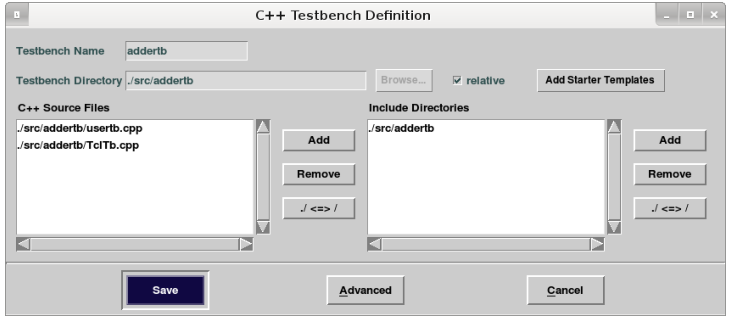 C++ Testbench Definition
Testbench Name addertb
Testbench Directory ./src/addertb Browse... relative Add Starter Templates
C++ Source Files Include Directories
./src/addertb/usertb.cpp ./src/addertb
./src/addertb/TclTb.cpp
Add Add
Remove Remove
./ <=> / ./ <=> /
Save Advanced Cancel